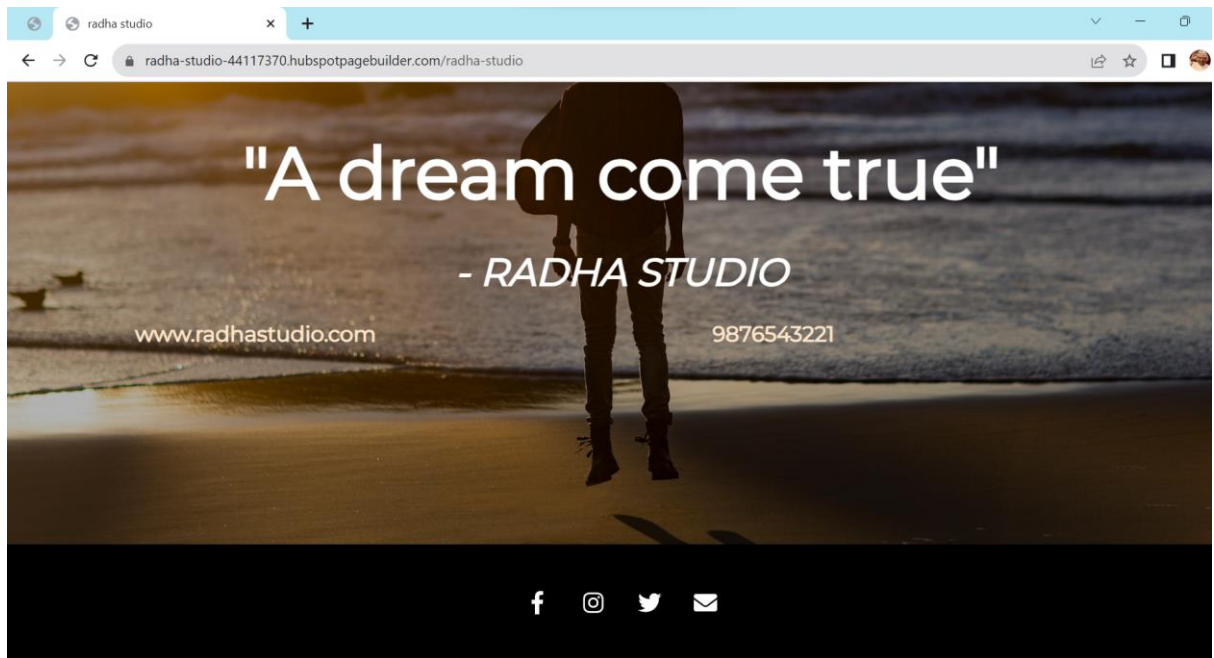 radha studio
radha-studio-44117370.hubspotpagebuilder.com/radha-studio
"A dream come true"
- RADHA STUDIO
www.radhastudio.com 9876543221